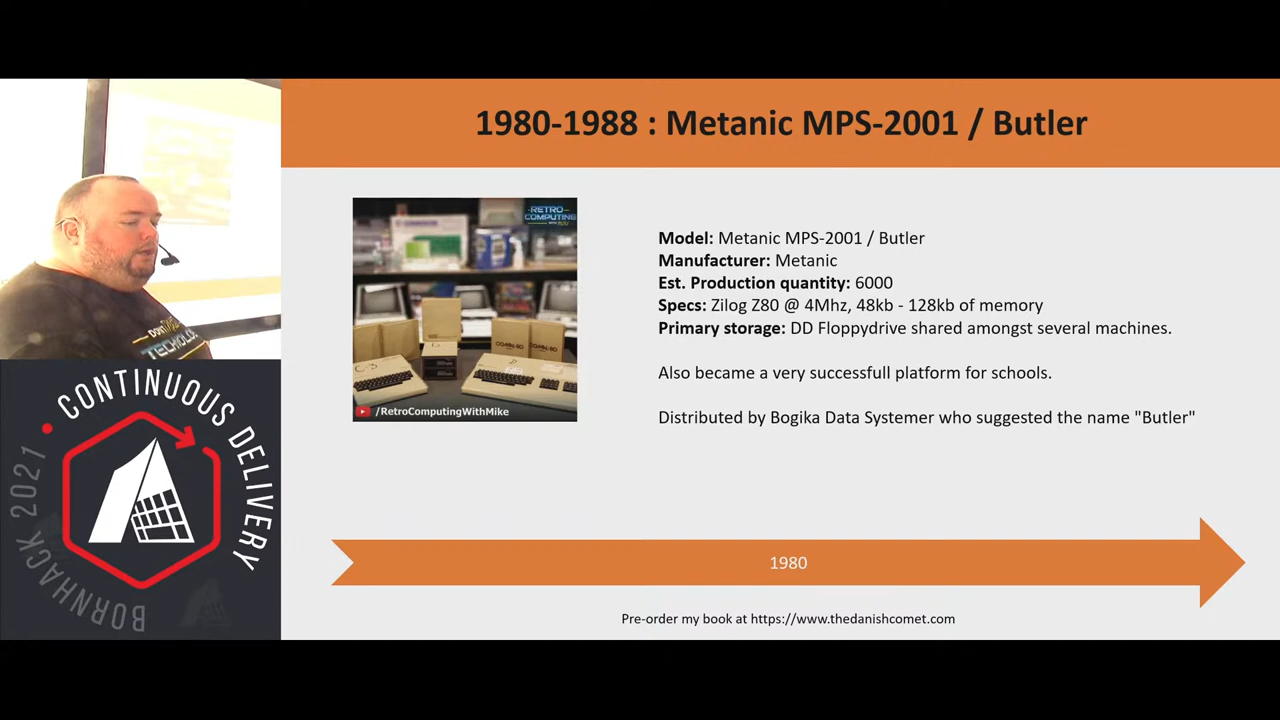 1980-1988 : Metanic MPS-2001 / Butler
RETRO
COMPUTING
/RetroComputingWithMike
Model: Metanic MPS-2001 / Butler
Manufacturer: Metanic
Est. Production quantity: 6000
Specs: Zilog Z80 @ 4Mhz, 48kb - 128kb of memory
Primary storage: DD Floppydrive shared amongst several machines.
Also became a very successfull platform for schools.
Distributed by Bogika Data Systemer who suggested the name "Butler"
1980
Pre-order my book at https://www.thedanishcomet.com
CONTINUOUS DELIVERY
BORNHACK 2021